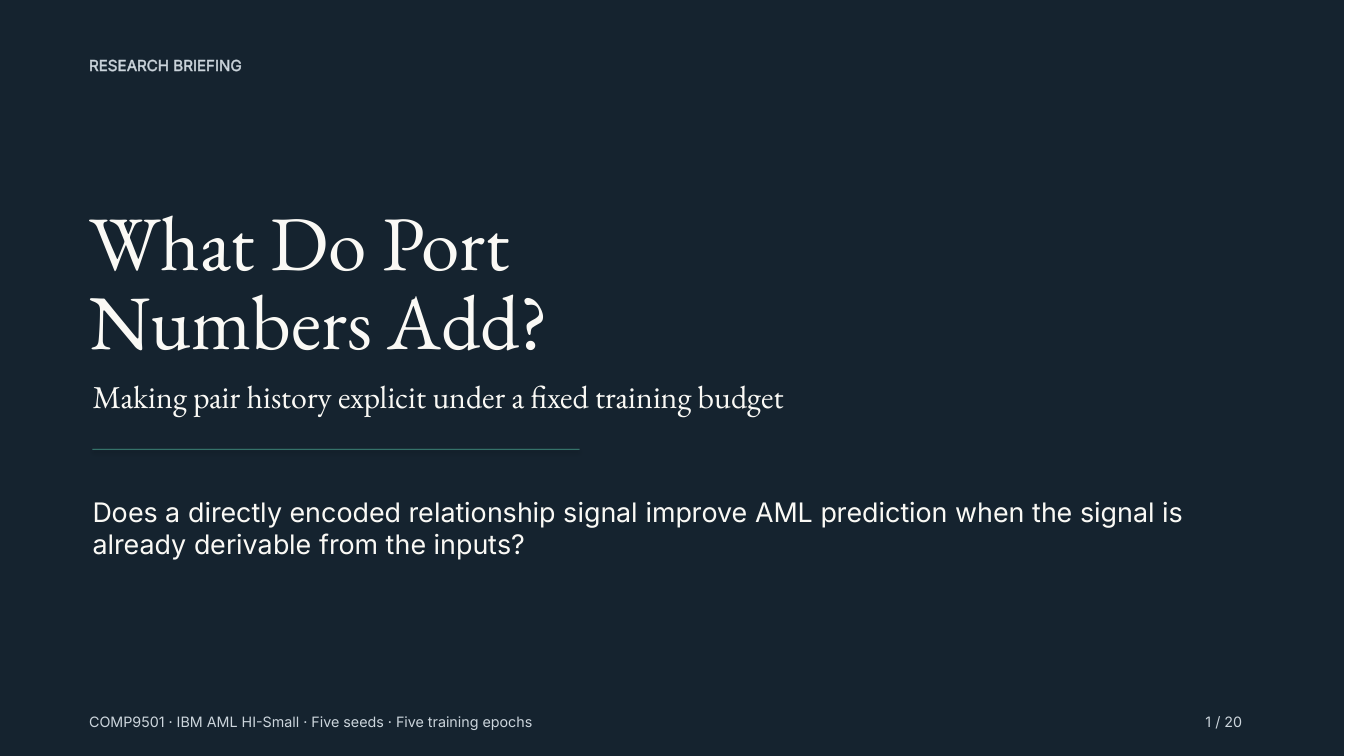 RESEARCH BRIEFING
What Do Port
Numbers Add?
Making pair history explicit under a fixed training budget
Does a directly encoded relationship signal improve AML prediction when the signal is
already derivable from the inputs?
COMP9501 · IBM AML HI-Small · Five seeds · Five training epochs
1 / 20